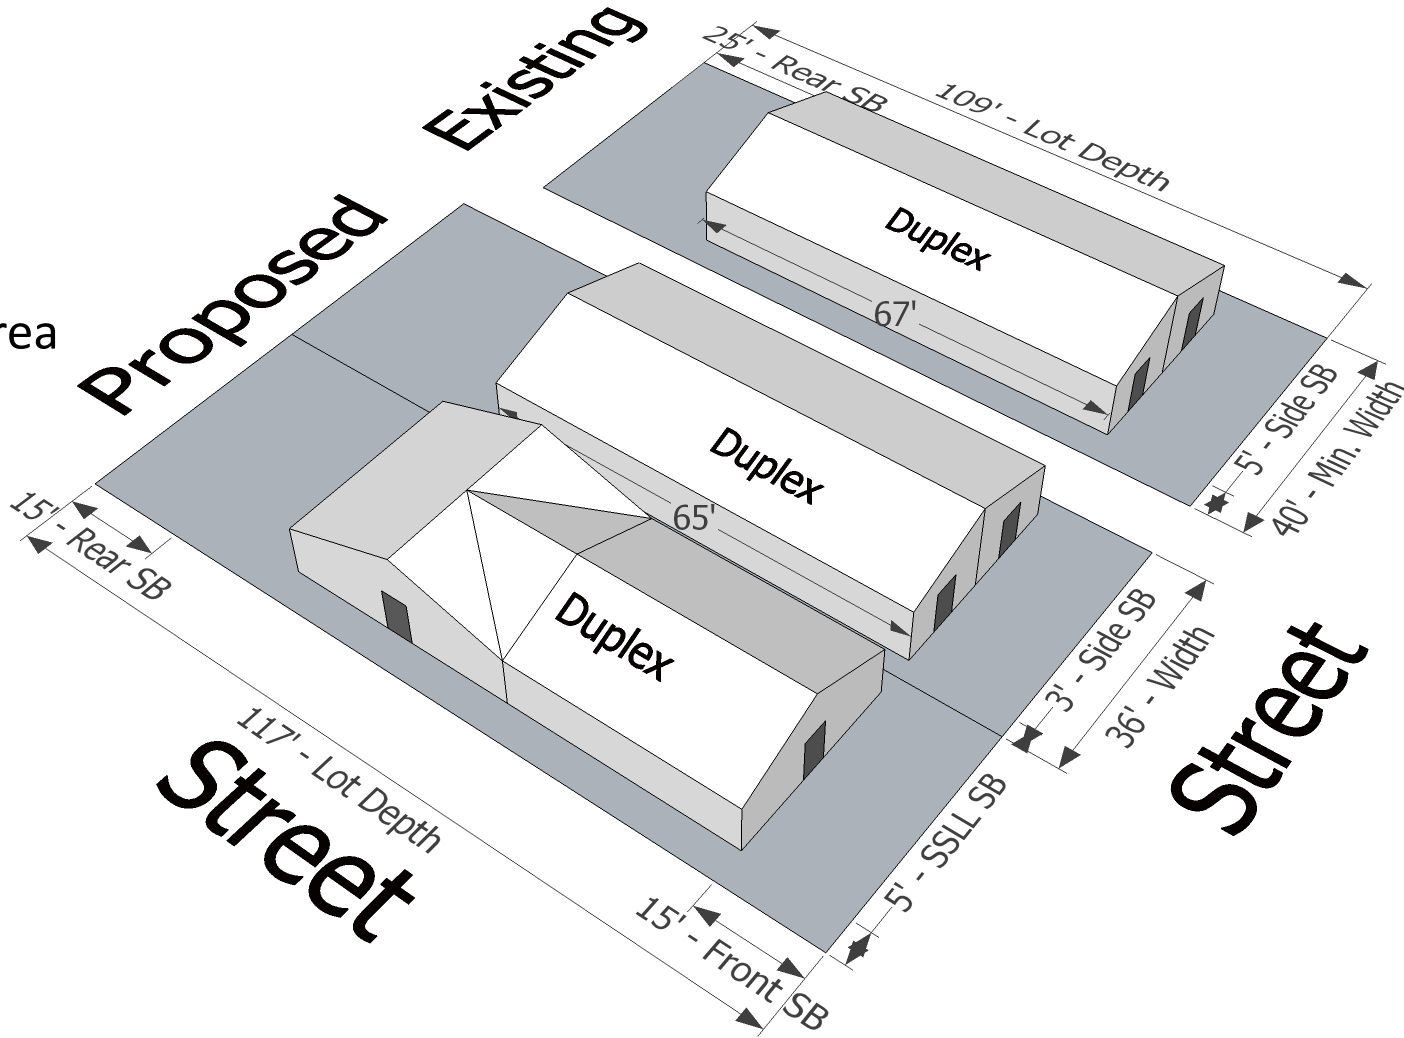 Existing
25' - Rear SB
109' - Lot Depth
Duplex
67'
5' - Side SB
40' - Min. Width
Proposed
rea
Duplex
65'
15' - Rear SB
Duplex
3' - Side SB
36' - Width
117' - Lot Depth
Street
5' - SSLL SB
15' - Front SB
Street